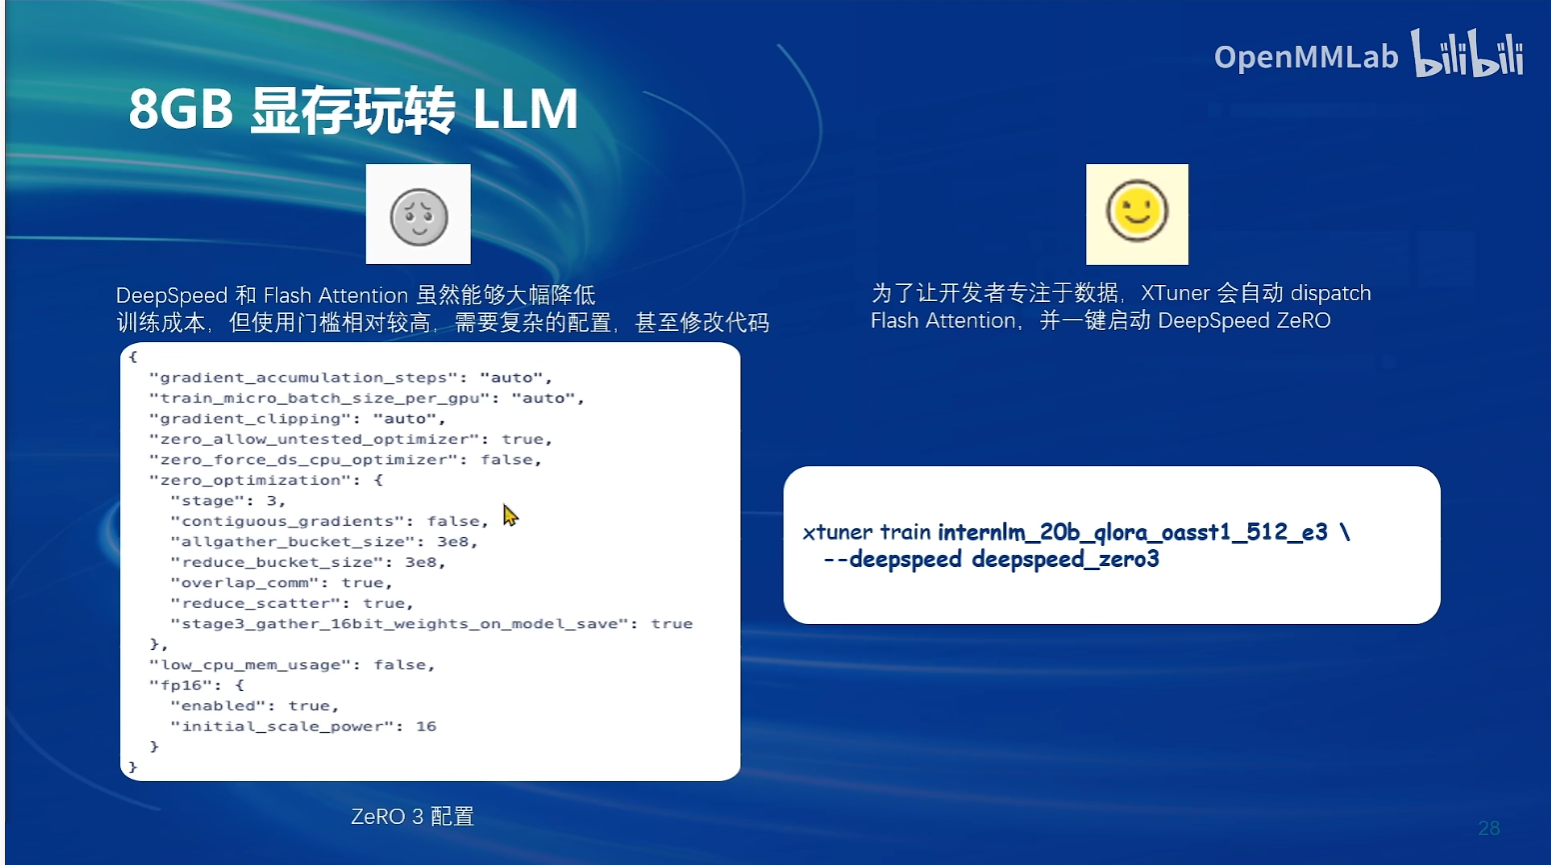 OpenMMLab bilibili
8GB 显存玩转 LLM
DeepSpeed 和 Flash Attention 虽然能够大幅降低
训练成本，但使用门槛相对较高，需要复杂的配置，甚至修改代码
{
  "gradient_accumulation_steps": "auto",
  "train_micro_batch_size_per_gpu": "auto",
  "gradient_clipping": "auto",
  "zero_allow_untested_optimizer": true,
  "zero_force_ds_cpu_optimizer": false,
  "zero_optimization": {
    "stage": 3,
    "contiguous_gradients": false,
    "allgather_bucket_size": 3e8,
    "reduce_bucket_size": 3e8,
    "overlap_comm": true,
    "reduce_scatter": true,
    "stage3_gather_16bit_weights_on_model_save": true
  },
  "low_cpu_mem_usage": false,
  "fp16": {
    "enabled": true,
    "initial_scale_power": 16
  }
}
ZeRO 3 配置
为了让开发者专注于数据，XTuner 会自动 dispatch
Flash Attention，并一键启动 DeepSpeed ZeRO
xtuner train internlm_20b_qlora_oasst1_512_e3 \
  --deepspeed deepspeed_zero3
28